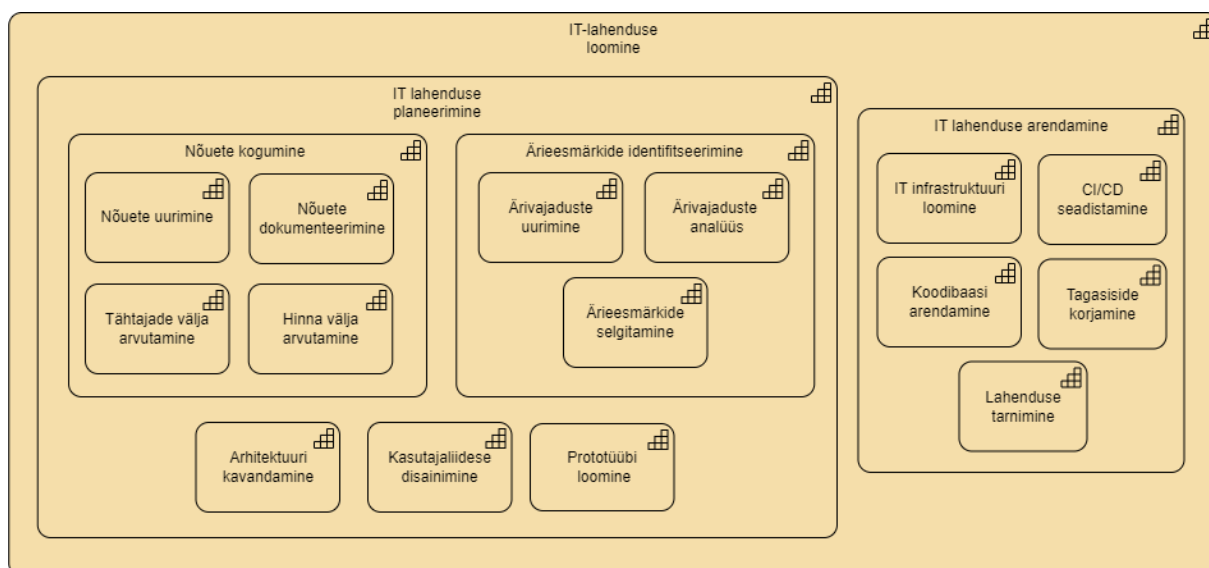 IT-lahenduse
loomine
IT lahenduse
planeerimine
Nõuete kogumine
Nõuete uurimine
Nõuete
dokumenteerimine
Tähtajade välja
arvutamine
Hinna välja
arvutamine
Ärieesmärkide identifitseerimine
Ärivajaduste
uurimine
Ärivajaduste
analüüs
Ärieesmärkide
selgitamine
Arhitektuuri
kavandamine
Kasutajaliidese
disainimine
Prototüübi
loomine
IT lahenduse arendamine
IT infrastruktuuri
loomine
CI/CD
seadistamine
Koodibaasi
arendamine
Tagasiside
korjamine
Lahenduse
tarnimine